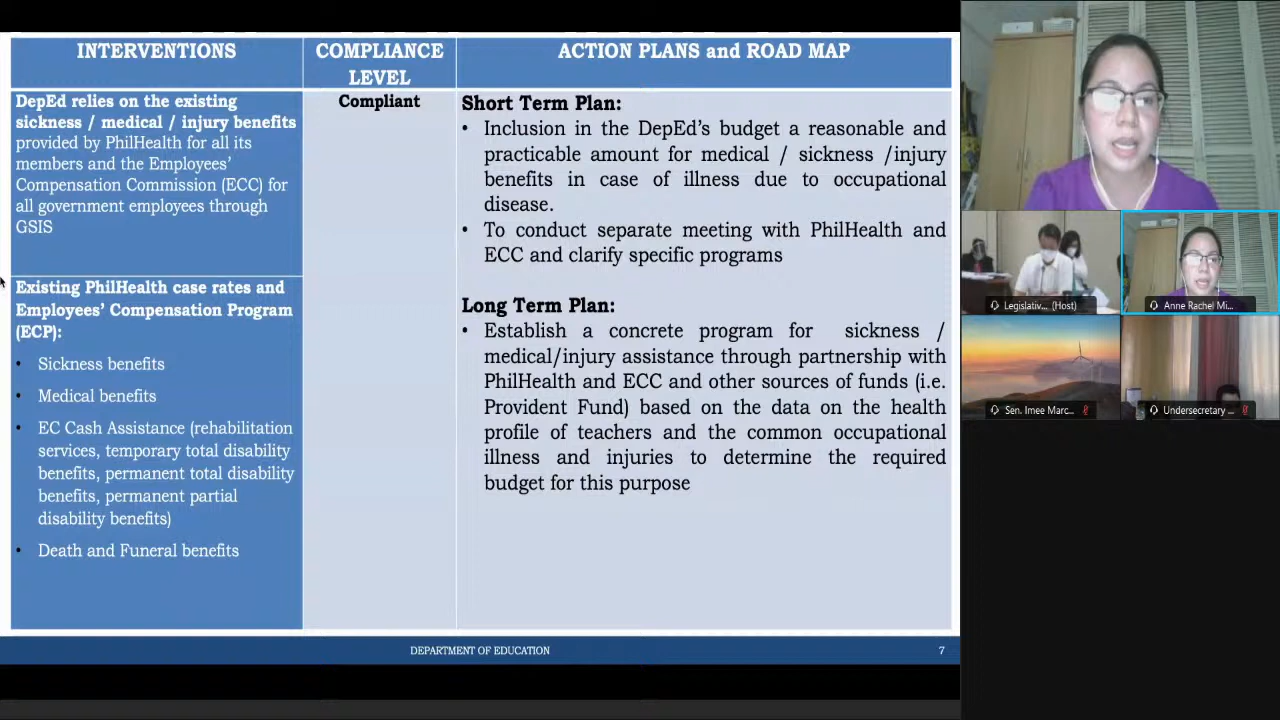 INTERVENTIONS
COMPLIANCE
LEVEL
ACTION PLANS and ROAD MAP
DepEd relies on the existing
sickness / medical / injury benefits
provided by PhilHealth for all its
members and the Employees'
Compensation Commission (ECC) for
all government employees through
GSIS
Existing PhilHealth case rates and
Employees' Compensation Program
(ECP):
• Sickness benefits
• Medical benefits
• EC Cash Assistance (rehabilitation
services, temporary total disability
benefits, permanent total disability
benefits, permanent partial
disability benefits)
• Death and Funeral benefits
Compliant
Short Term Plan:
• Inclusion in the DepEd's budget a reasonable and
practicable amount for medical / sickness /injury
benefits in case of illness due to occupational
disease.
• To conduct separate meeting with PhilHealth and
ECC and clarify specific programs
Long Term Plan:
• Establish a concrete program for sickness /
medical/injury assistance through partnership with
PhilHealth and ECC and other sources of funds (i.e.
Provident Fund) based on the data on the health
profile of teachers and the common occupational
illness and injuries to determine the required
budget for this purpose
DEPARTMENT OF EDUCATION
7
Legislativ... (Host)
Anne Rachel Mi...
Sen. Imee Marc...
Undersecretary ...